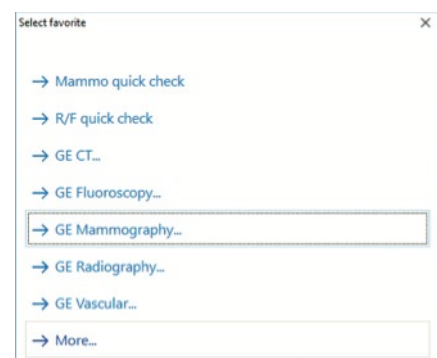 Select favorite
→ Mammo quick check
→ R/F quick check
→ GE CT...
→ GE Fluoroscopy...
→ GE Mammography...
→ GE Radiography...
→ GE Vascular...
→ More...